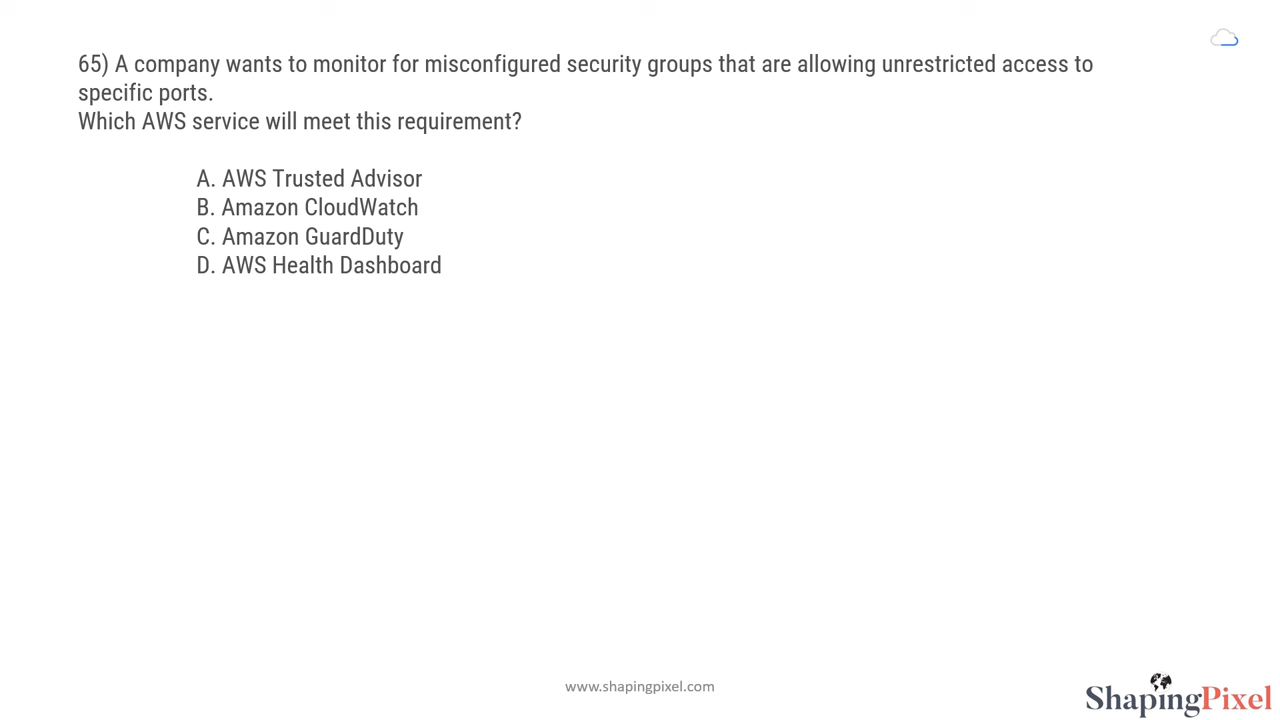 65) A company wants to monitor for misconfigured security groups that are allowing unrestricted access to
specific ports.
Which AWS service will meet this requirement?
A. AWS Trusted Advisor
B. Amazon CloudWatch
C. Amazon GuardDuty
D. AWS Health Dashboard
www.shapingpixel.com
ShapingPixel